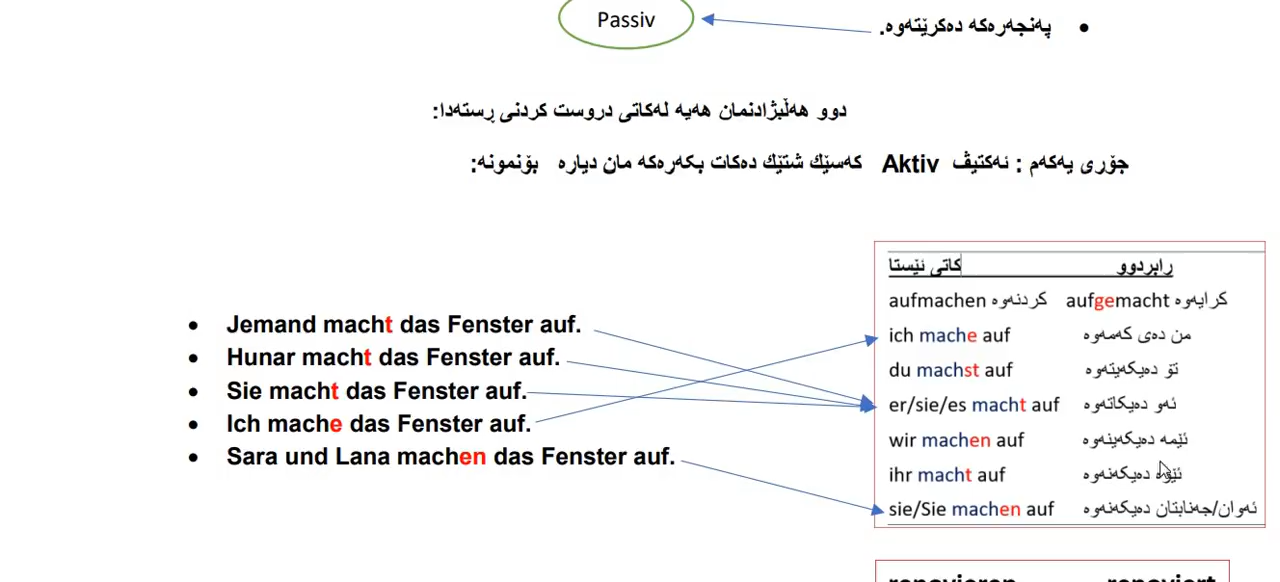 Passiv
• پەنجەرەکە دەکرێتەوە.
دوو هەڵبژادنمان هەیە لەکاتی دروست کردنی ڕستەدا:
جۆری یەکەم : ئەکتیڤ Aktiv کەسێك شتێك دەکات بکەرەکە مان دیارە بۆنمونە:
• Jemand macht das Fenster auf.
• Hunar macht das Fenster auf.
• Sie macht das Fenster auf.
• Ich mache das Fenster auf.
• Sara und Lana machen das Fenster auf.
کاتی ئێستا رابردوو
aufmachen کردنەوە aufgemacht کرایەوە
ich mache auf من دەی کەمەوە
du machst auf تۆ دەیکەیتەوە
er/sie/es macht auf ئەو دەیکاتەوە
wir machen auf ئێمە دەیکەینەوە
ihr macht auf ئێوە دەیکەنەوە
sie/Sie machen auf ئەوان/جەنابتان دەیکەنەوە
renovieren renoviert